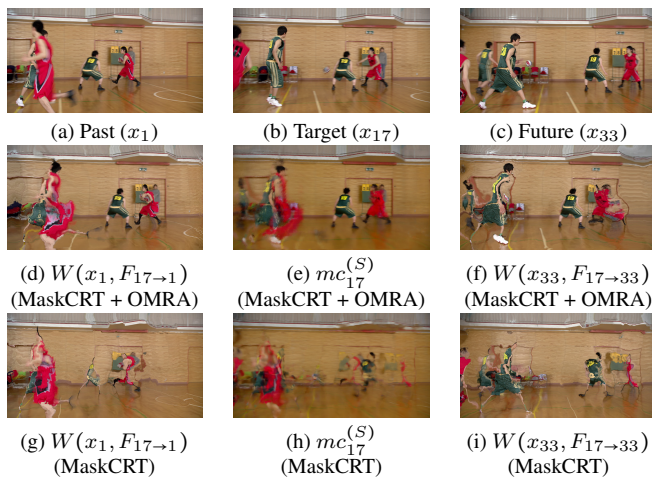 (a) Past (x₁)
(b) Target (x₁₇)
(c) Future (x₃₃)
(d) W(x₁, F₁₇→₁)
(MaskCRT + OMRA)
(e) mc₁₇⁽ˢ⁾
(MaskCRT + OMRA)
(f) W(x₃₃, F₁₇→₃₃)
(MaskCRT + OMRA)
(g) W(x₁, F₁₇→₁)
(MaskCRT)
(h) mc₁₇⁽ˢ⁾
(MaskCRT)
(i) W(x₃₃, F₁₇→₃₃)
(MaskCRT)